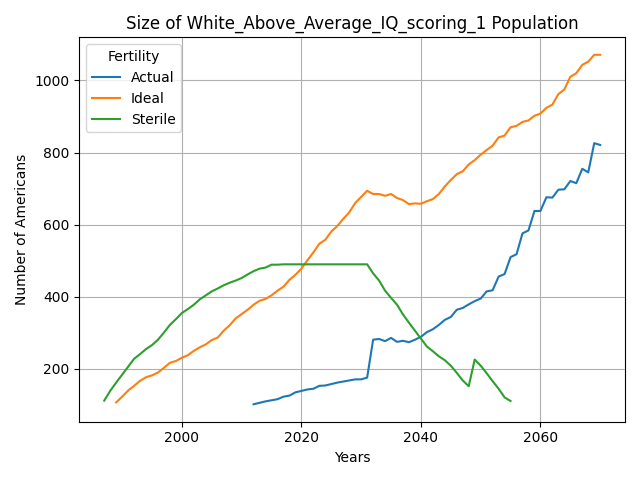 Size of White_Above_Average_IQ_scoring_1 Population
Fertility
Actual
Ideal
Sterile
Number of Americans
1000
800
600
400
200
2000
2020
2040
2060
Years